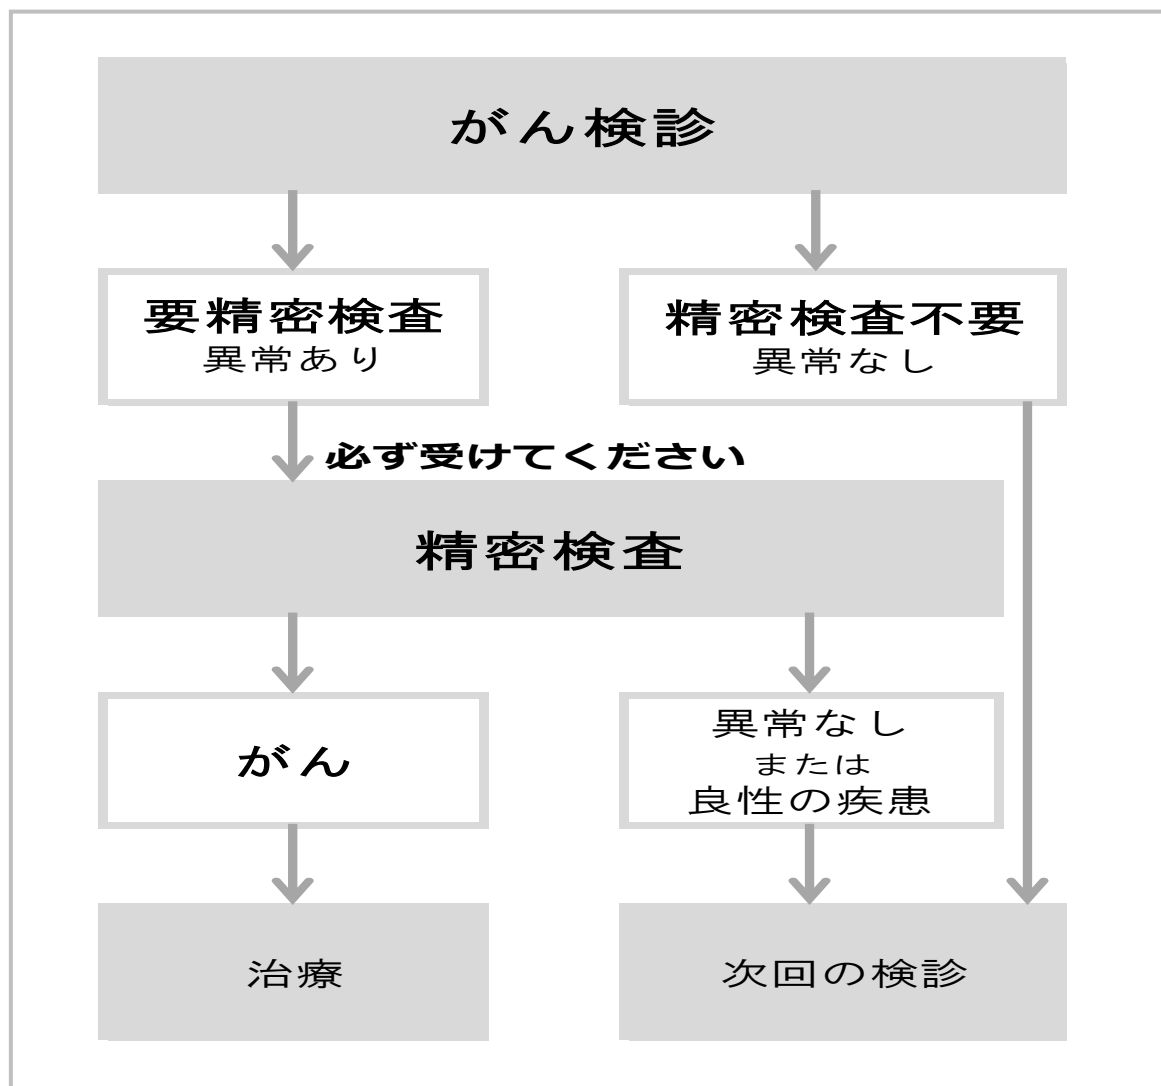 がん検診
要精密検査
異常あり
精密検査不要
異常なし
必ず受けてください
精密検査
がん
異常なし
または
良性の疾患
治療
次回の検診